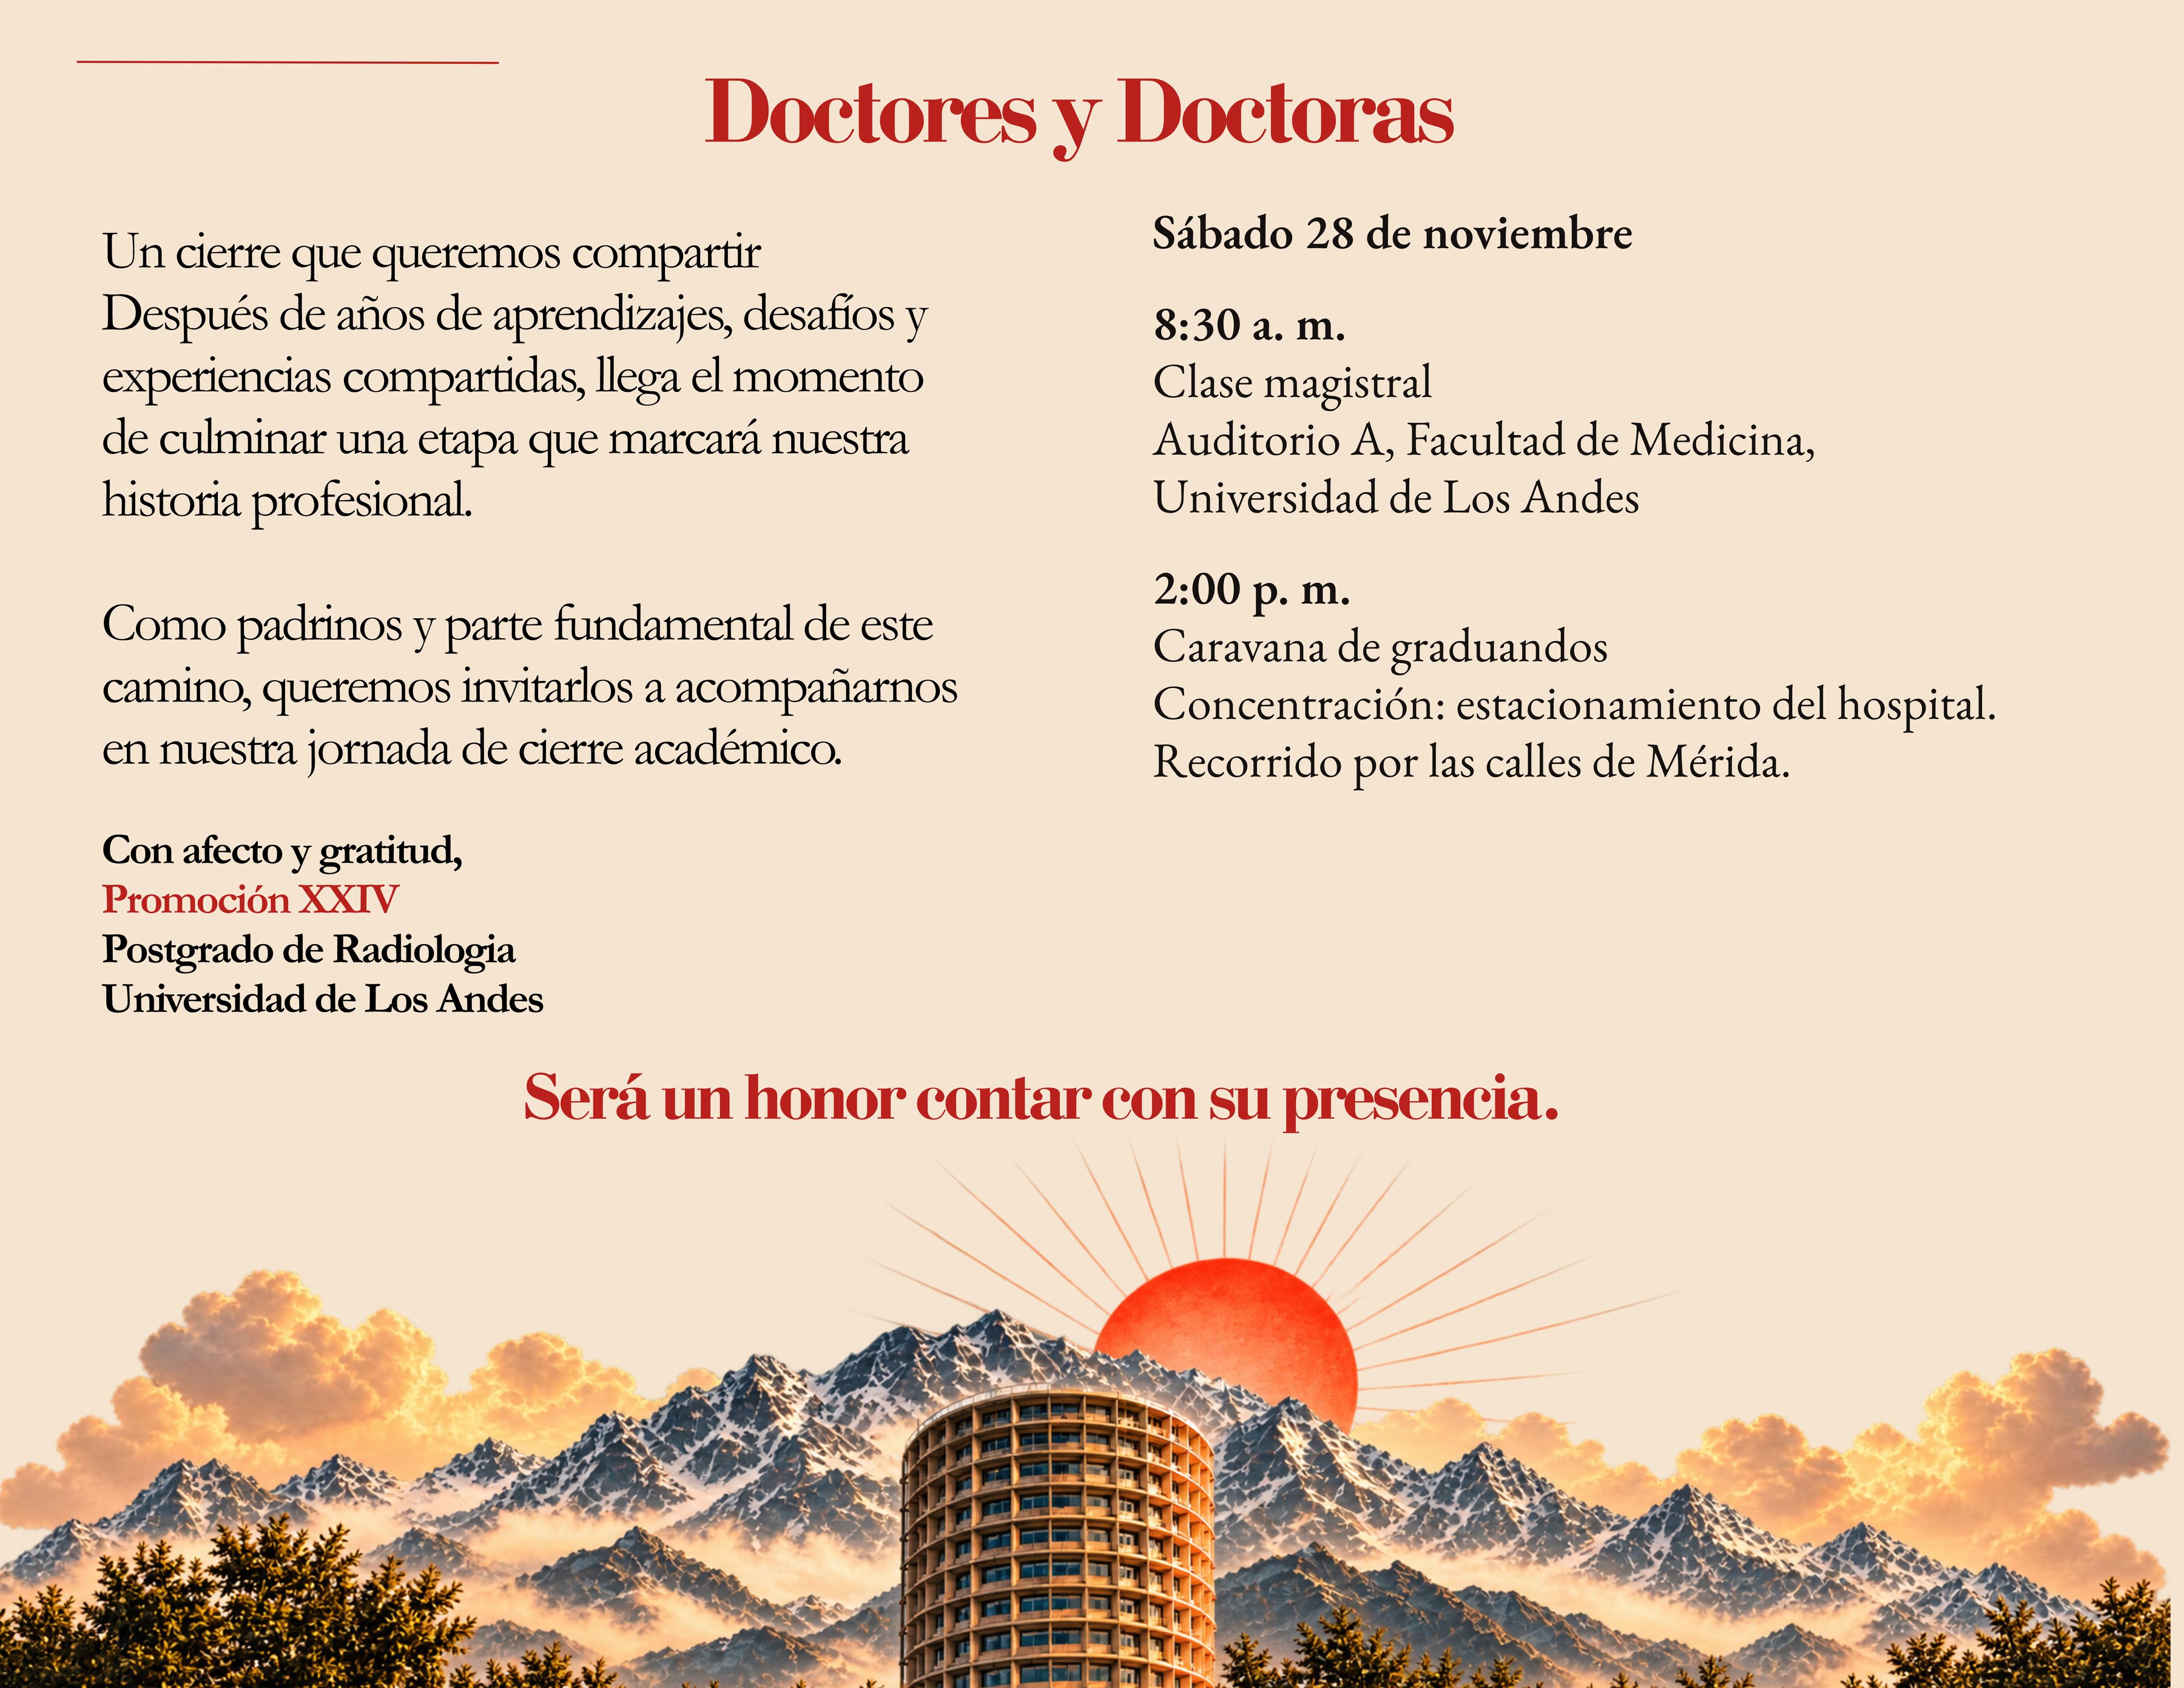 Doctores y Doctoras
Un cierre que queremos compartir
Después de años de aprendizajes, desafíos y
experiencias compartidas, llega el momento
de culminar una etapa que marcará nuestra
historia profesional.
Como padrinos y parte fundamental de este
camino, queremos invitarlos a acompañarnos
en nuestra jornada de cierre académico.
Con afecto y gratitud,
Promoción XXIV
Postgrado de Radiologia
Universidad de Los Andes
Sábado 28 de noviembre
8:30 a. m.
Clase magistral
Auditorio A, Facultad de Medicina,
Universidad de Los Andes
2:00 p. m.
Caravana de graduandos
Concentración: estacionamiento del hospital.
Recorrido por las calles de Mérida.
Será un honor contar con su presencia.